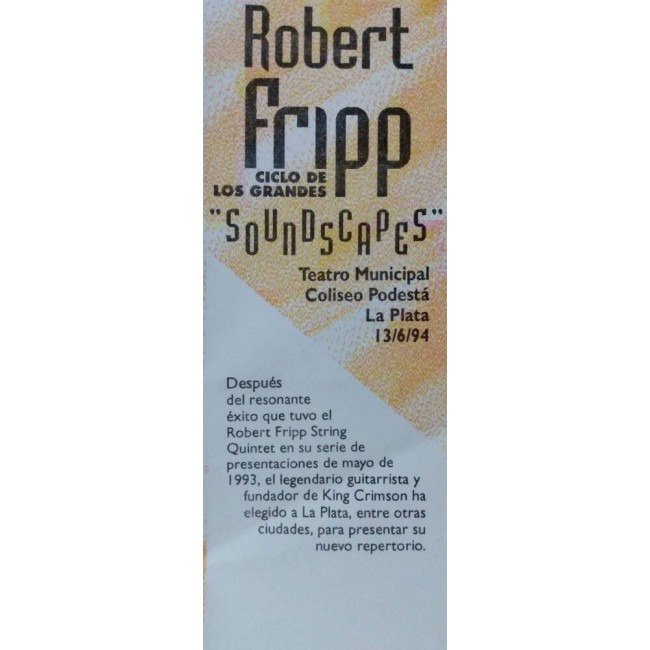 Robert
Fripp
CICLO DE
LOS GRANDES
"SOUNDSCAPES"
Teatro Municipal
Coliseo Podestá
La Plata
13/6/94
Después
del resonante
éxito que tuvo el
Robert Fripp String
Quintet en su serie de
presentaciones de mayo de
1993, el legendario guitarrista y
fundador de King Crimson ha
elegido a La Plata, entre otras
ciudades, para presentar su
nuevo repertorio.